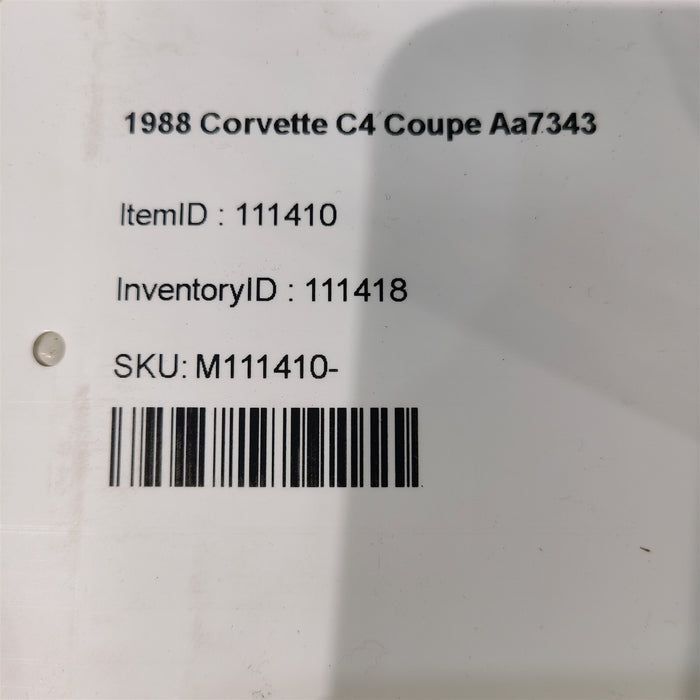 1988 Corvette C4 Coupe Aa7343
ItemID : 111410
InventoryID : 111418
SKU: M111410-